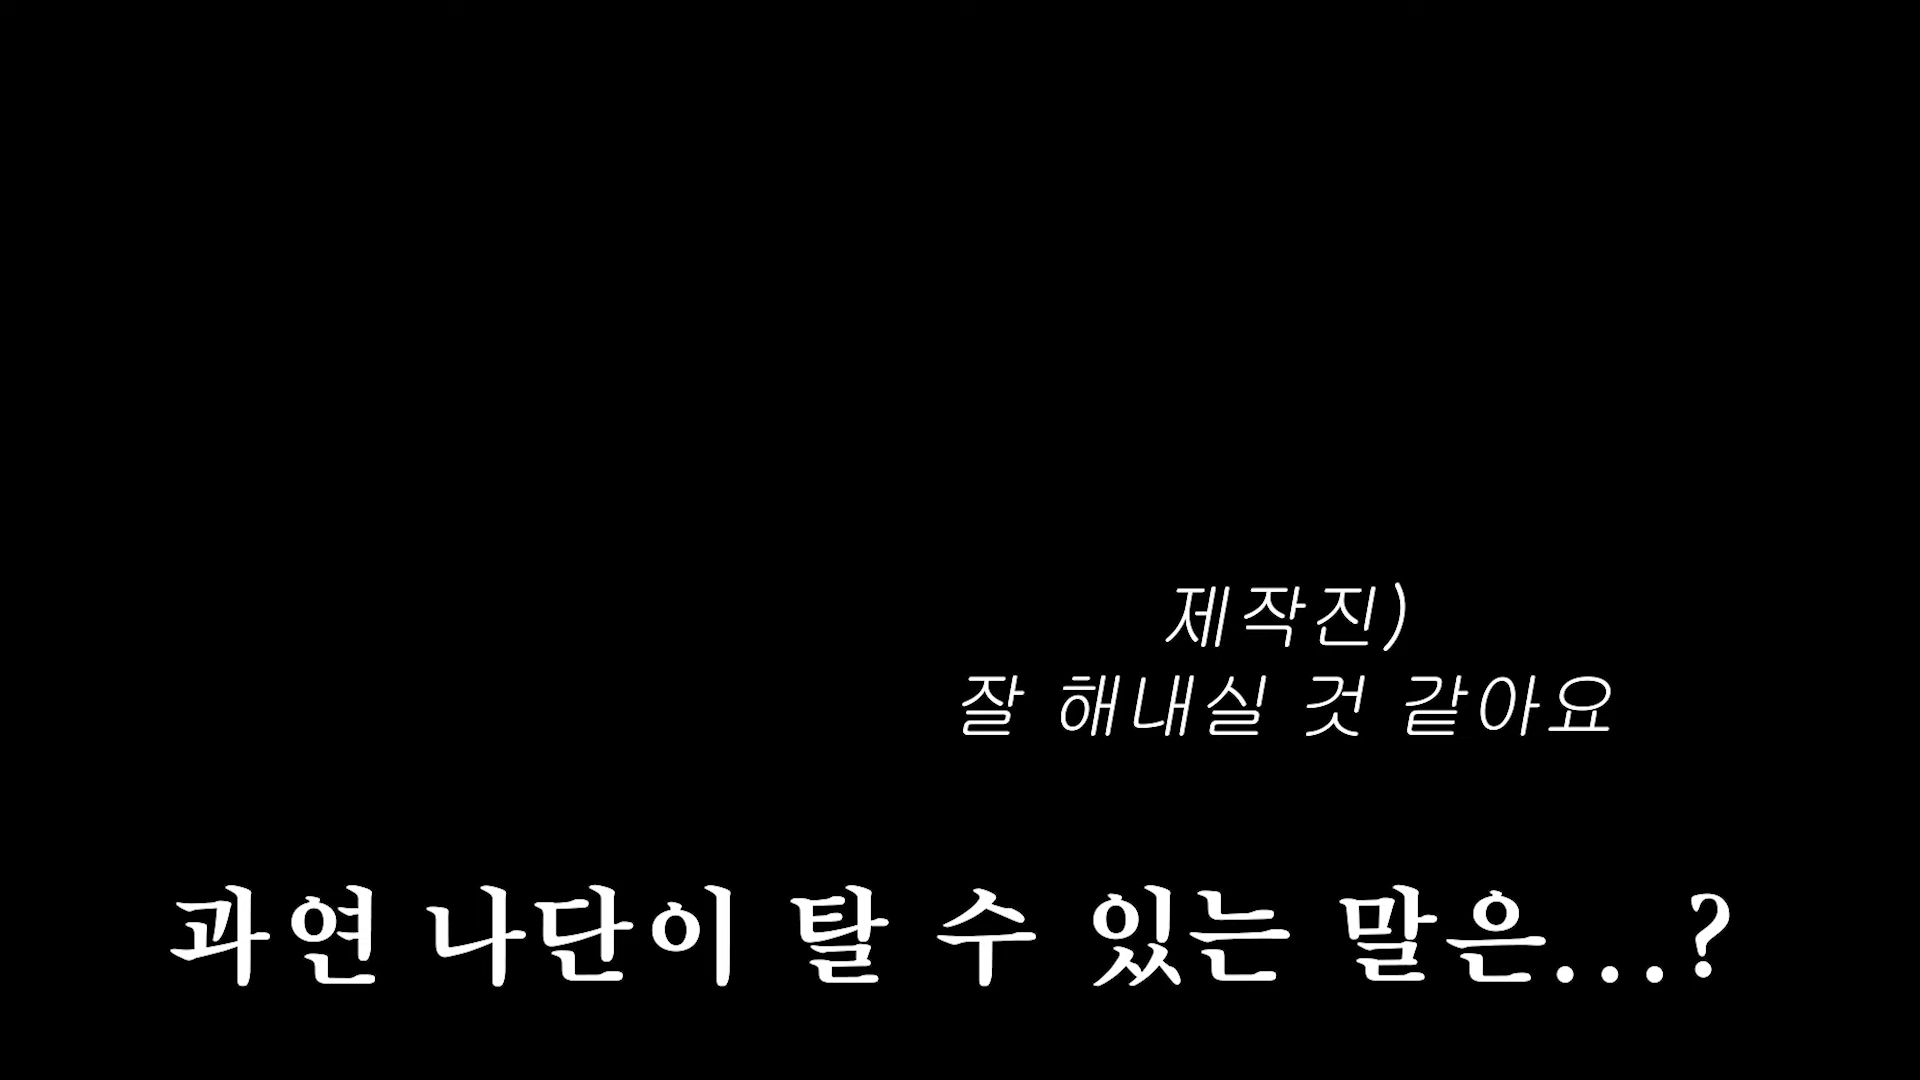 제작진)
잘 해내실 것 같아요
과연 나단이 탈 수 있는 말은...?